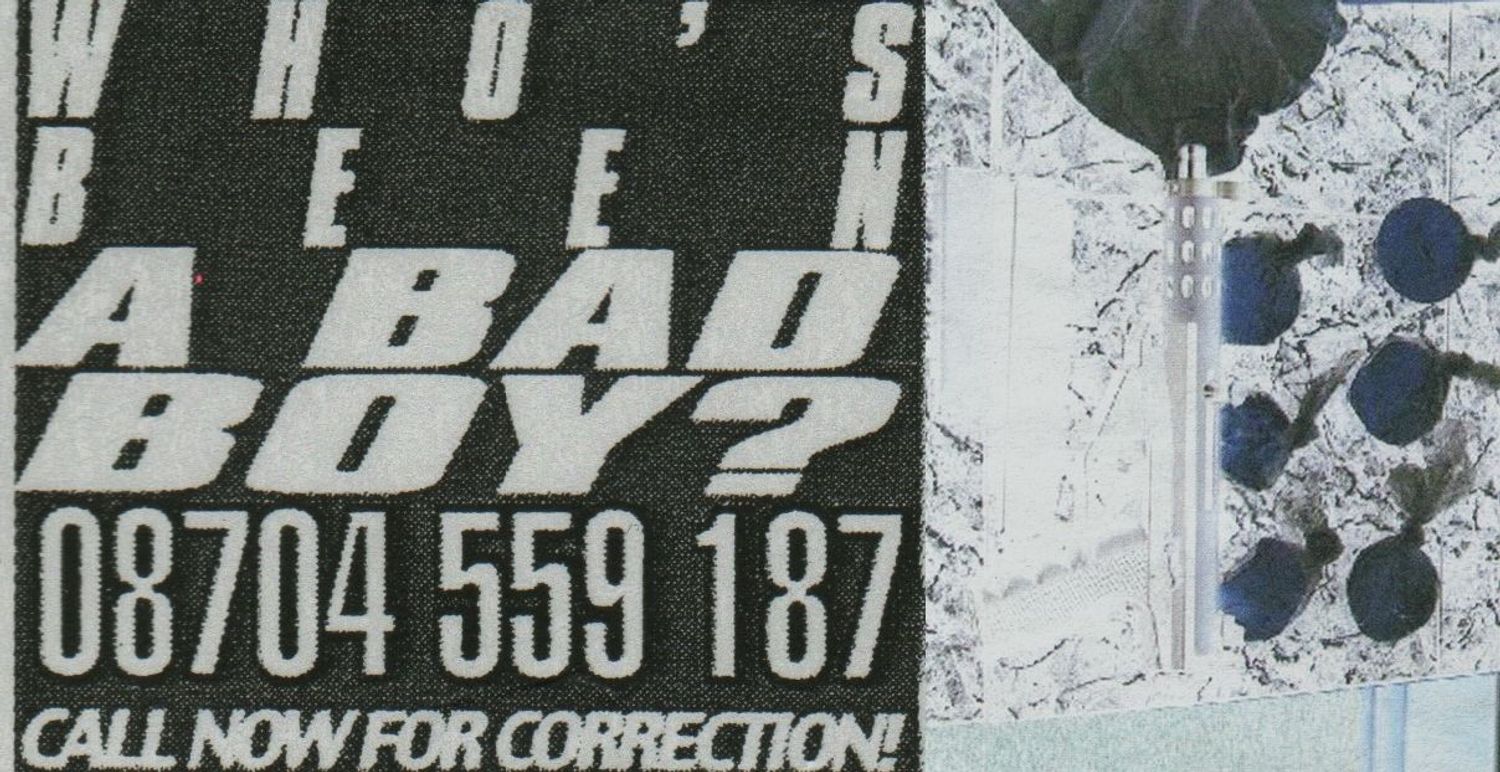 WHO'S
BEEN
A BAD
BOY?
08704 559 187
CALL NOW FOR CORRECTION!